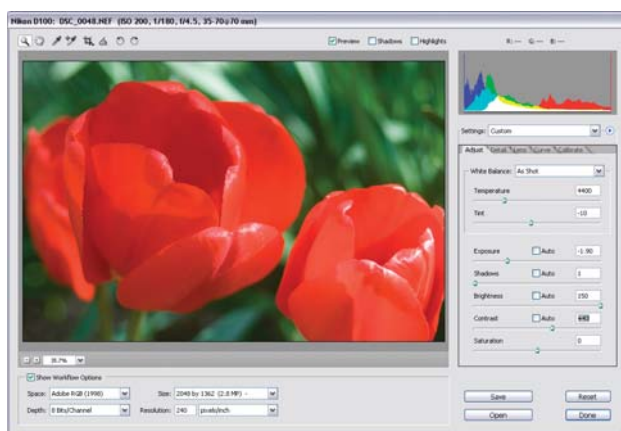 Nikon D100: DSC_0048.NEF (ISO 200, 1/180, f/4.5, 35-70@70 mm)
Preview Shadows Highlights R: --- G: --- B: ---
Settings: Custom
Adjust Detail Lens Curve Calibrate
White Balance: As Shot
Temperature 4400
Tint -10
Exposure Auto -1.90
Shadows Auto 1
Brightness Auto 150
Contrast Auto
Saturation 0
Show Workflow Options
Space: Adobe RGB (1998) Size: 2048 by 1362 (2.8 MP) -
Depth: 8 Bits/Channel Resolution: 240 pixels/inch
Save Reset
Open Done